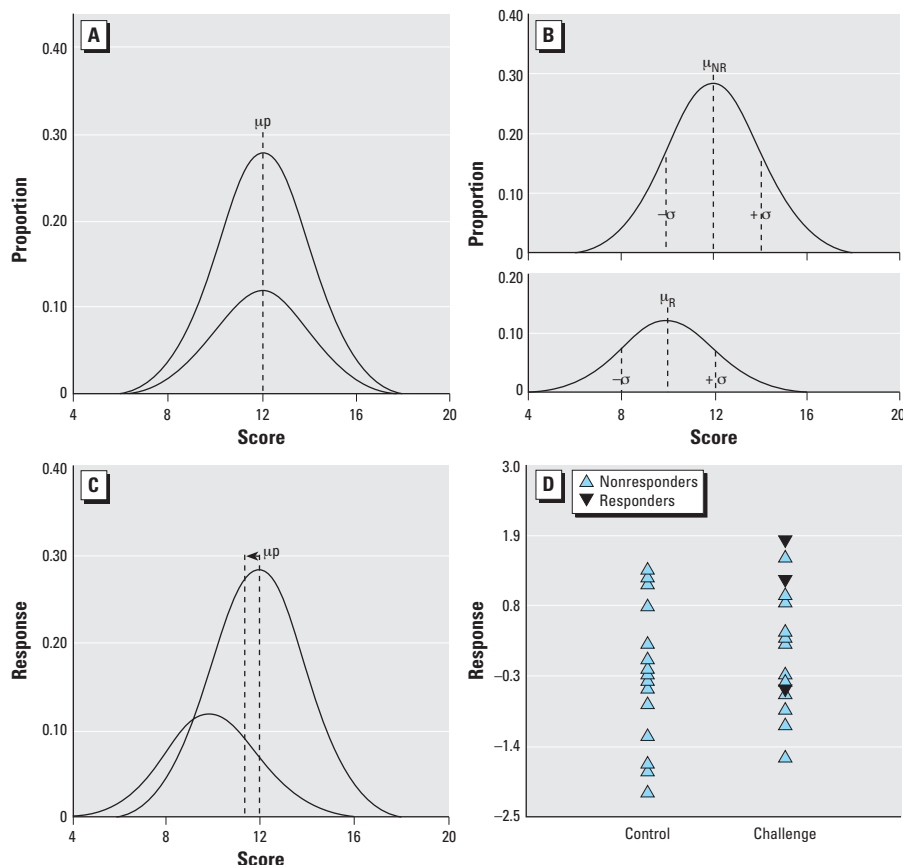 A
0.40
0.30
0.20
0.10
0
Proportion
μp
4 8 12 16 20
Score
B
0.40
0.30
0.20
0.10
0
Proportion
μNR
−σ +σ
0.20
0.10
0
μR
−σ +σ
4 8 12 16 20
Score
C
0.40
0.30
0.20
0.10
0
Response
μp
4 8 12 16 20
Score
D
Nonresponders
Responders
3.0
1.9
0.8
−0.3
−1.4
−2.5
Response
Control Challenge